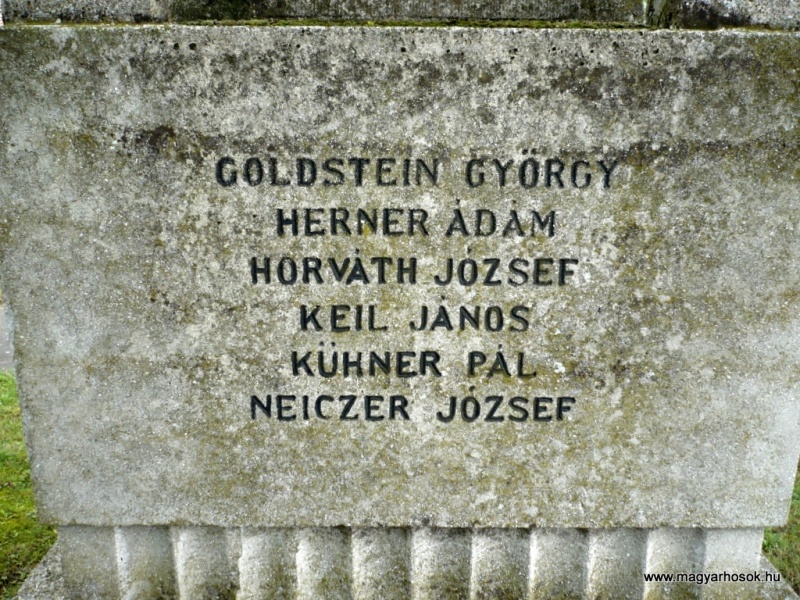 GOLDSTEIN GYÖRGY
HERNER ÁDÁM
HORVÁTH JÓZSEF
KEIL JÁNOS
KÜHNER PÁL
NEICZER JÓZSEF
www.magyarhosok.hu